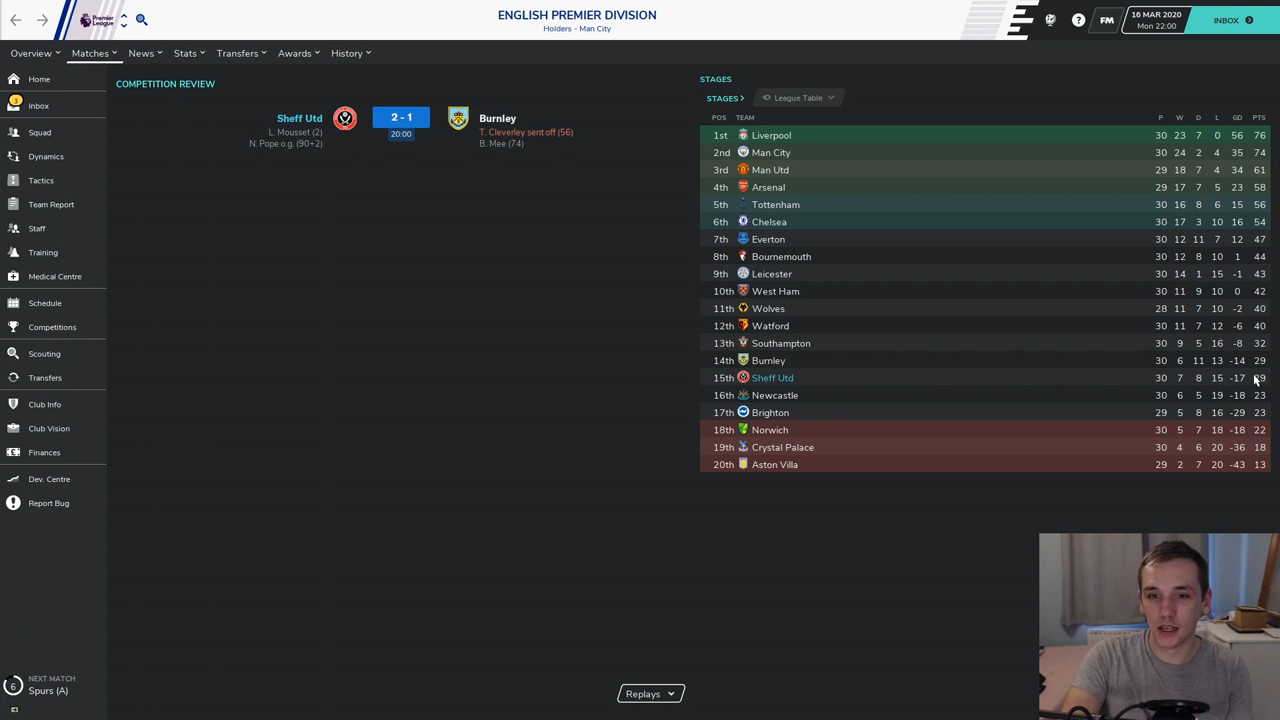 Premier League
ENGLISH PREMIER DIVISION
Holders - Man City
FM
16 MAR 2020
Mon 22:00
INBOX
Overview Matches News Stats Transfers Awards History
Home
3
Inbox
Squad
Dynamics
Tactics
Team Report
Staff
Training
Medical Centre
Schedule
Competitions
Scouting
Transfers
Club Info
Club Vision
Finances
Dev. Centre
Report Bug
6
NEXT MATCH
Spurs (A)
COMPETITION REVIEW
Sheff Utd 2 - 1 Burnley
20:00
L. Mousset (2) T. Cleverley sent off (56)
N. Pope o.g. (90+2) B. Mee (74)
Replays
STAGES
STAGES League Table
POS TEAM P W D L GD PTS
1st Liverpool 30 23 7 0 56 76
2nd Man City 30 24 2 4 35 74
3rd Man Utd 29 18 7 4 34 61
4th Arsenal 29 17 7 5 23 58
5th Tottenham 30 16 8 6 15 56
6th Chelsea 30 17 3 10 16 54
7th Everton 30 12 11 7 12 47
8th Bournemouth 30 12 8 10 1 44
9th Leicester 30 14 1 15 -1 43
10th West Ham 30 11 9 10 0 42
11th Wolves 28 11 7 10 -2 40
12th Watford 30 11 7 12 -6 40
13th Southampton 30 9 5 16 -8 32
14th Burnley 30 6 11 13 -14 29
15th Sheff Utd 30 7 8 15 -17 29
16th Newcastle 30 6 5 19 -18 23
17th Brighton 29 5 8 16 -29 23
18th Norwich 30 5 7 18 -18 22
19th Crystal Palace 30 4 6 20 -36 18
20th Aston Villa 29 2 7 20 -43 13